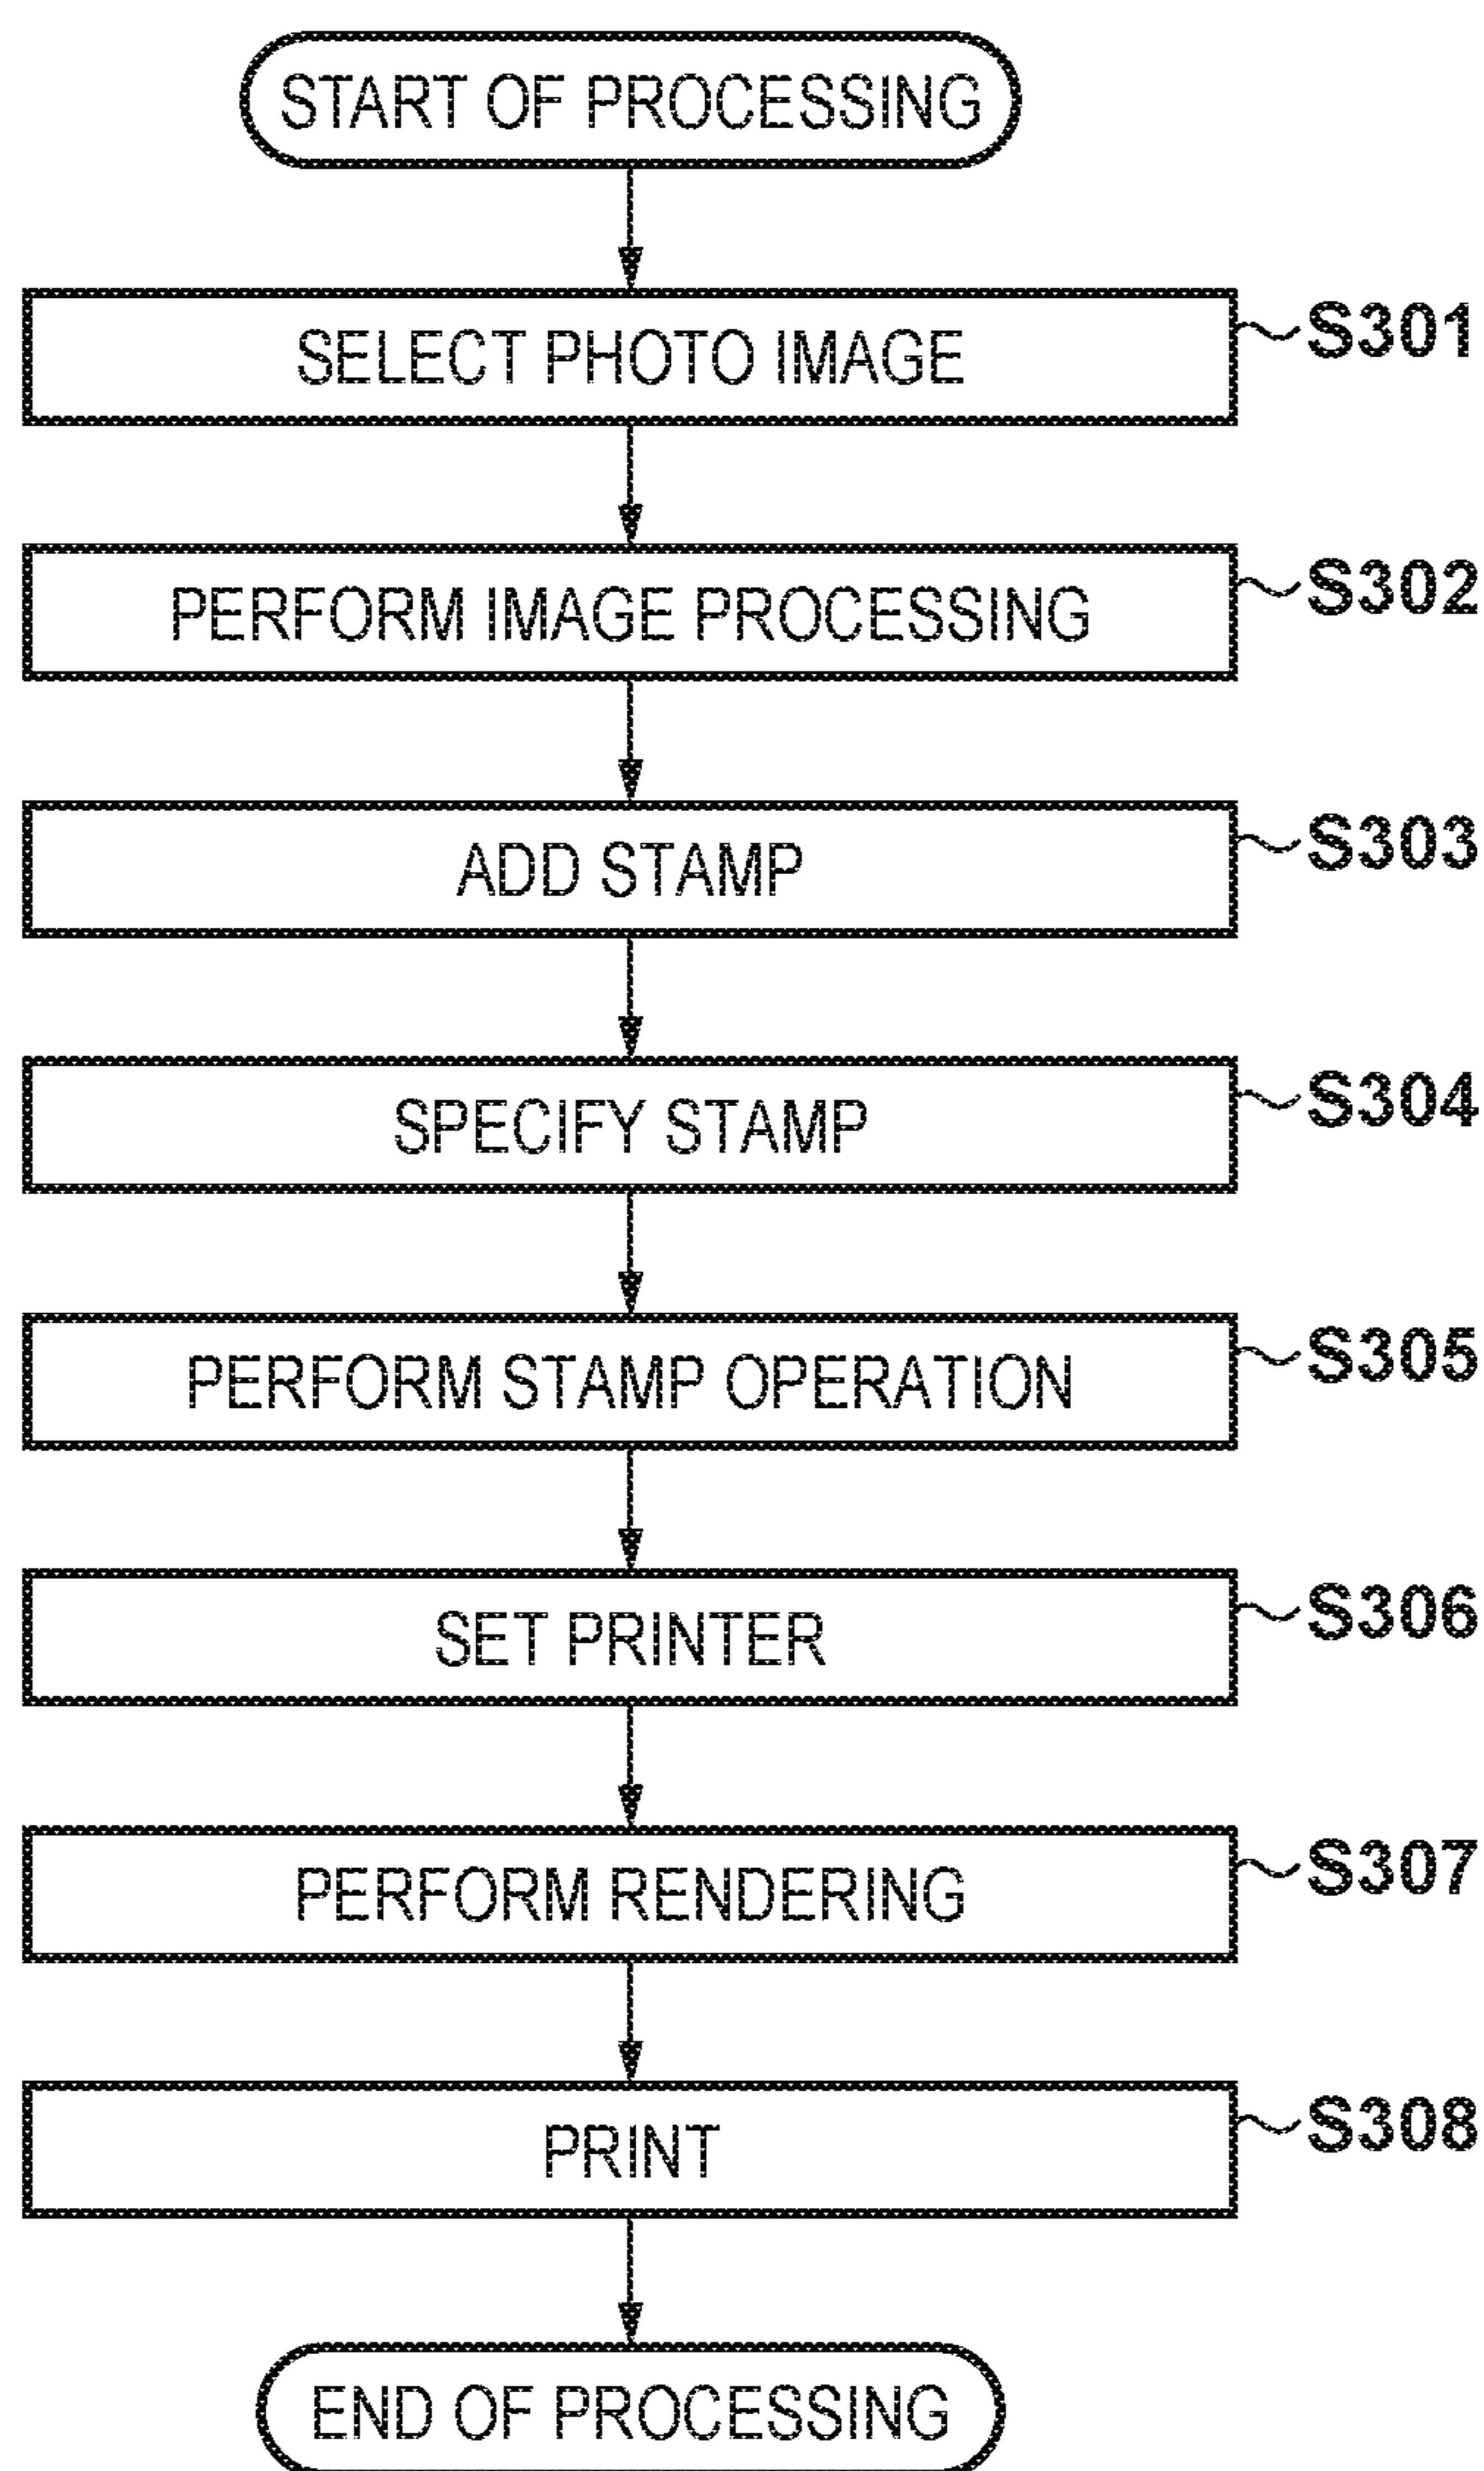 START OF PROCESSING
SELECT PHOTO IMAGE S301
PERFORM IMAGE PROCESSING S302
ADD STAMP S303
SPECIFY STAMP S304
PERFORM STAMP OPERATION S305
SET PRINTER S306
PERFORM RENDERING S307
PRINT S308
END OF PROCESSING